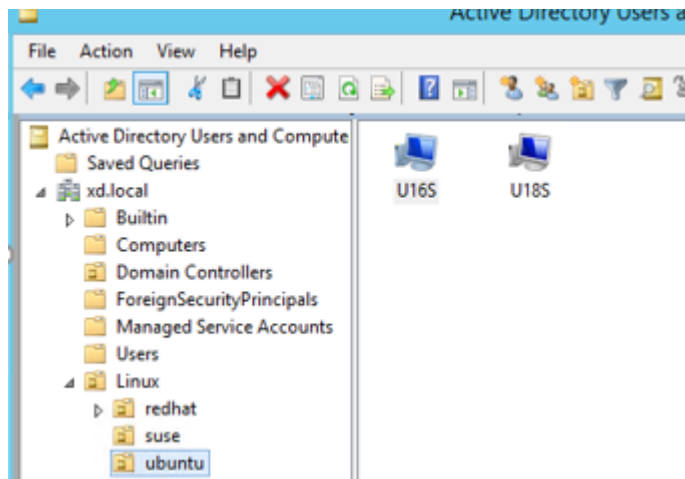 Active Directory Users a
File Action View Help
Active Directory Users and Compute
Saved Queries
xd.local
Builtin
Computers
Domain Controllers
ForeignSecurityPrincipals
Managed Service Accounts
Users
Linux
redhat
suse
ubuntu
U16S U18S